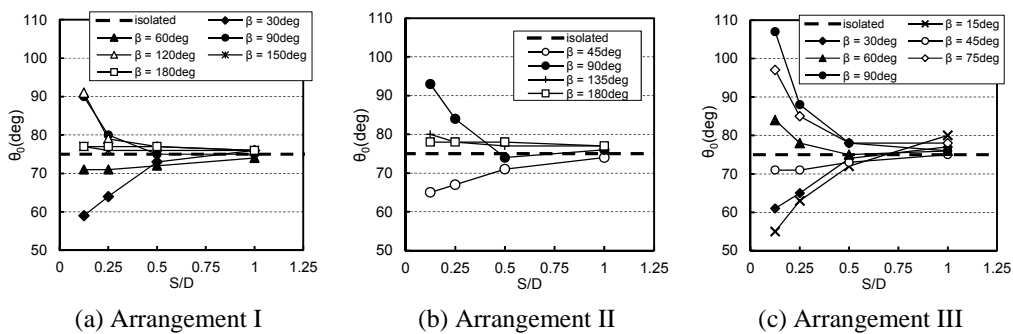 isolated
β = 30deg
β = 60deg
β = 90deg
β = 120deg
β = 150deg
β = 180deg
110
100
90
80
70
60
50
θ0(deg)
0 0.25 0.5 0.75 1 1.25
S/D
(a) Arrangement I
isolated
β = 45deg
β = 90deg
β = 135deg
β = 180deg
110
100
90
80
70
60
50
θ0(deg)
0 0.25 0.5 0.75 1 1.25
S/D
(b) Arrangement II
isolated
β = 15deg
β = 30deg
β = 45deg
β = 60deg
β = 75deg
β = 90deg
110
100
90
80
70
60
50
θ0(deg)
0 0.25 0.5 0.75 1 1.25
S/D
(c) Arrangement III